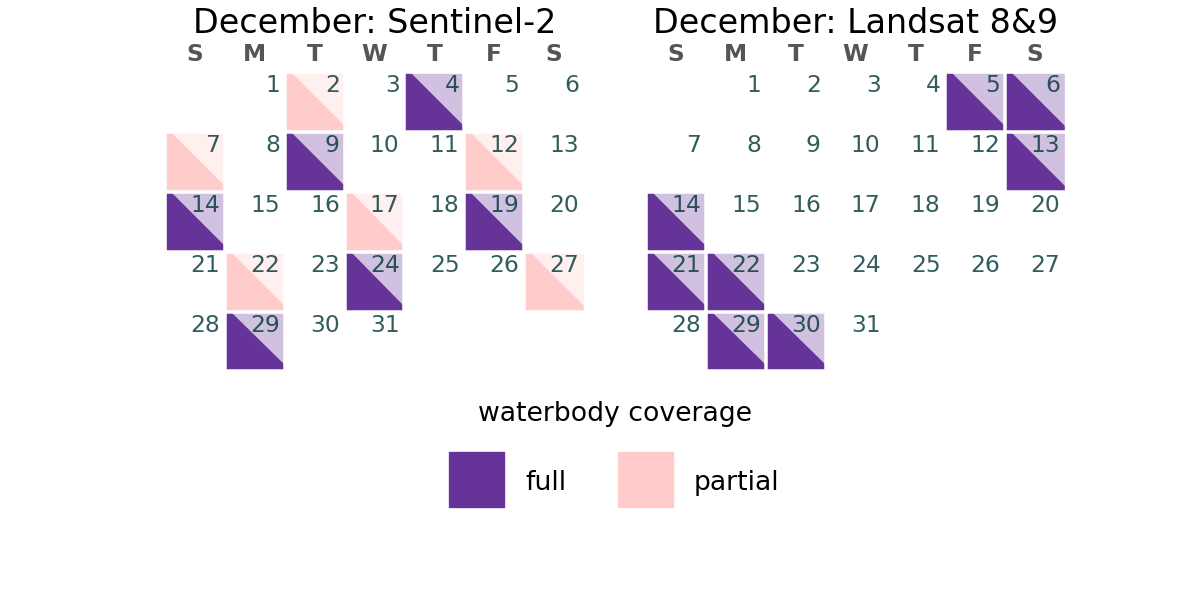 December: Sentinel-2
S M T W T F S
1 2 3 4 5 6
7 8 9 10 11 12 13
14 15 16 17 18 19 20
21 22 23 24 25 26 27
28 29 30 31
December: Landsat 8&9
S M T W T F S
1 2 3 4 5 6
7 8 9 10 11 12 13
14 15 16 17 18 19 20
21 22 23 24 25 26 27
28 29 30 31
waterbody coverage
full partial